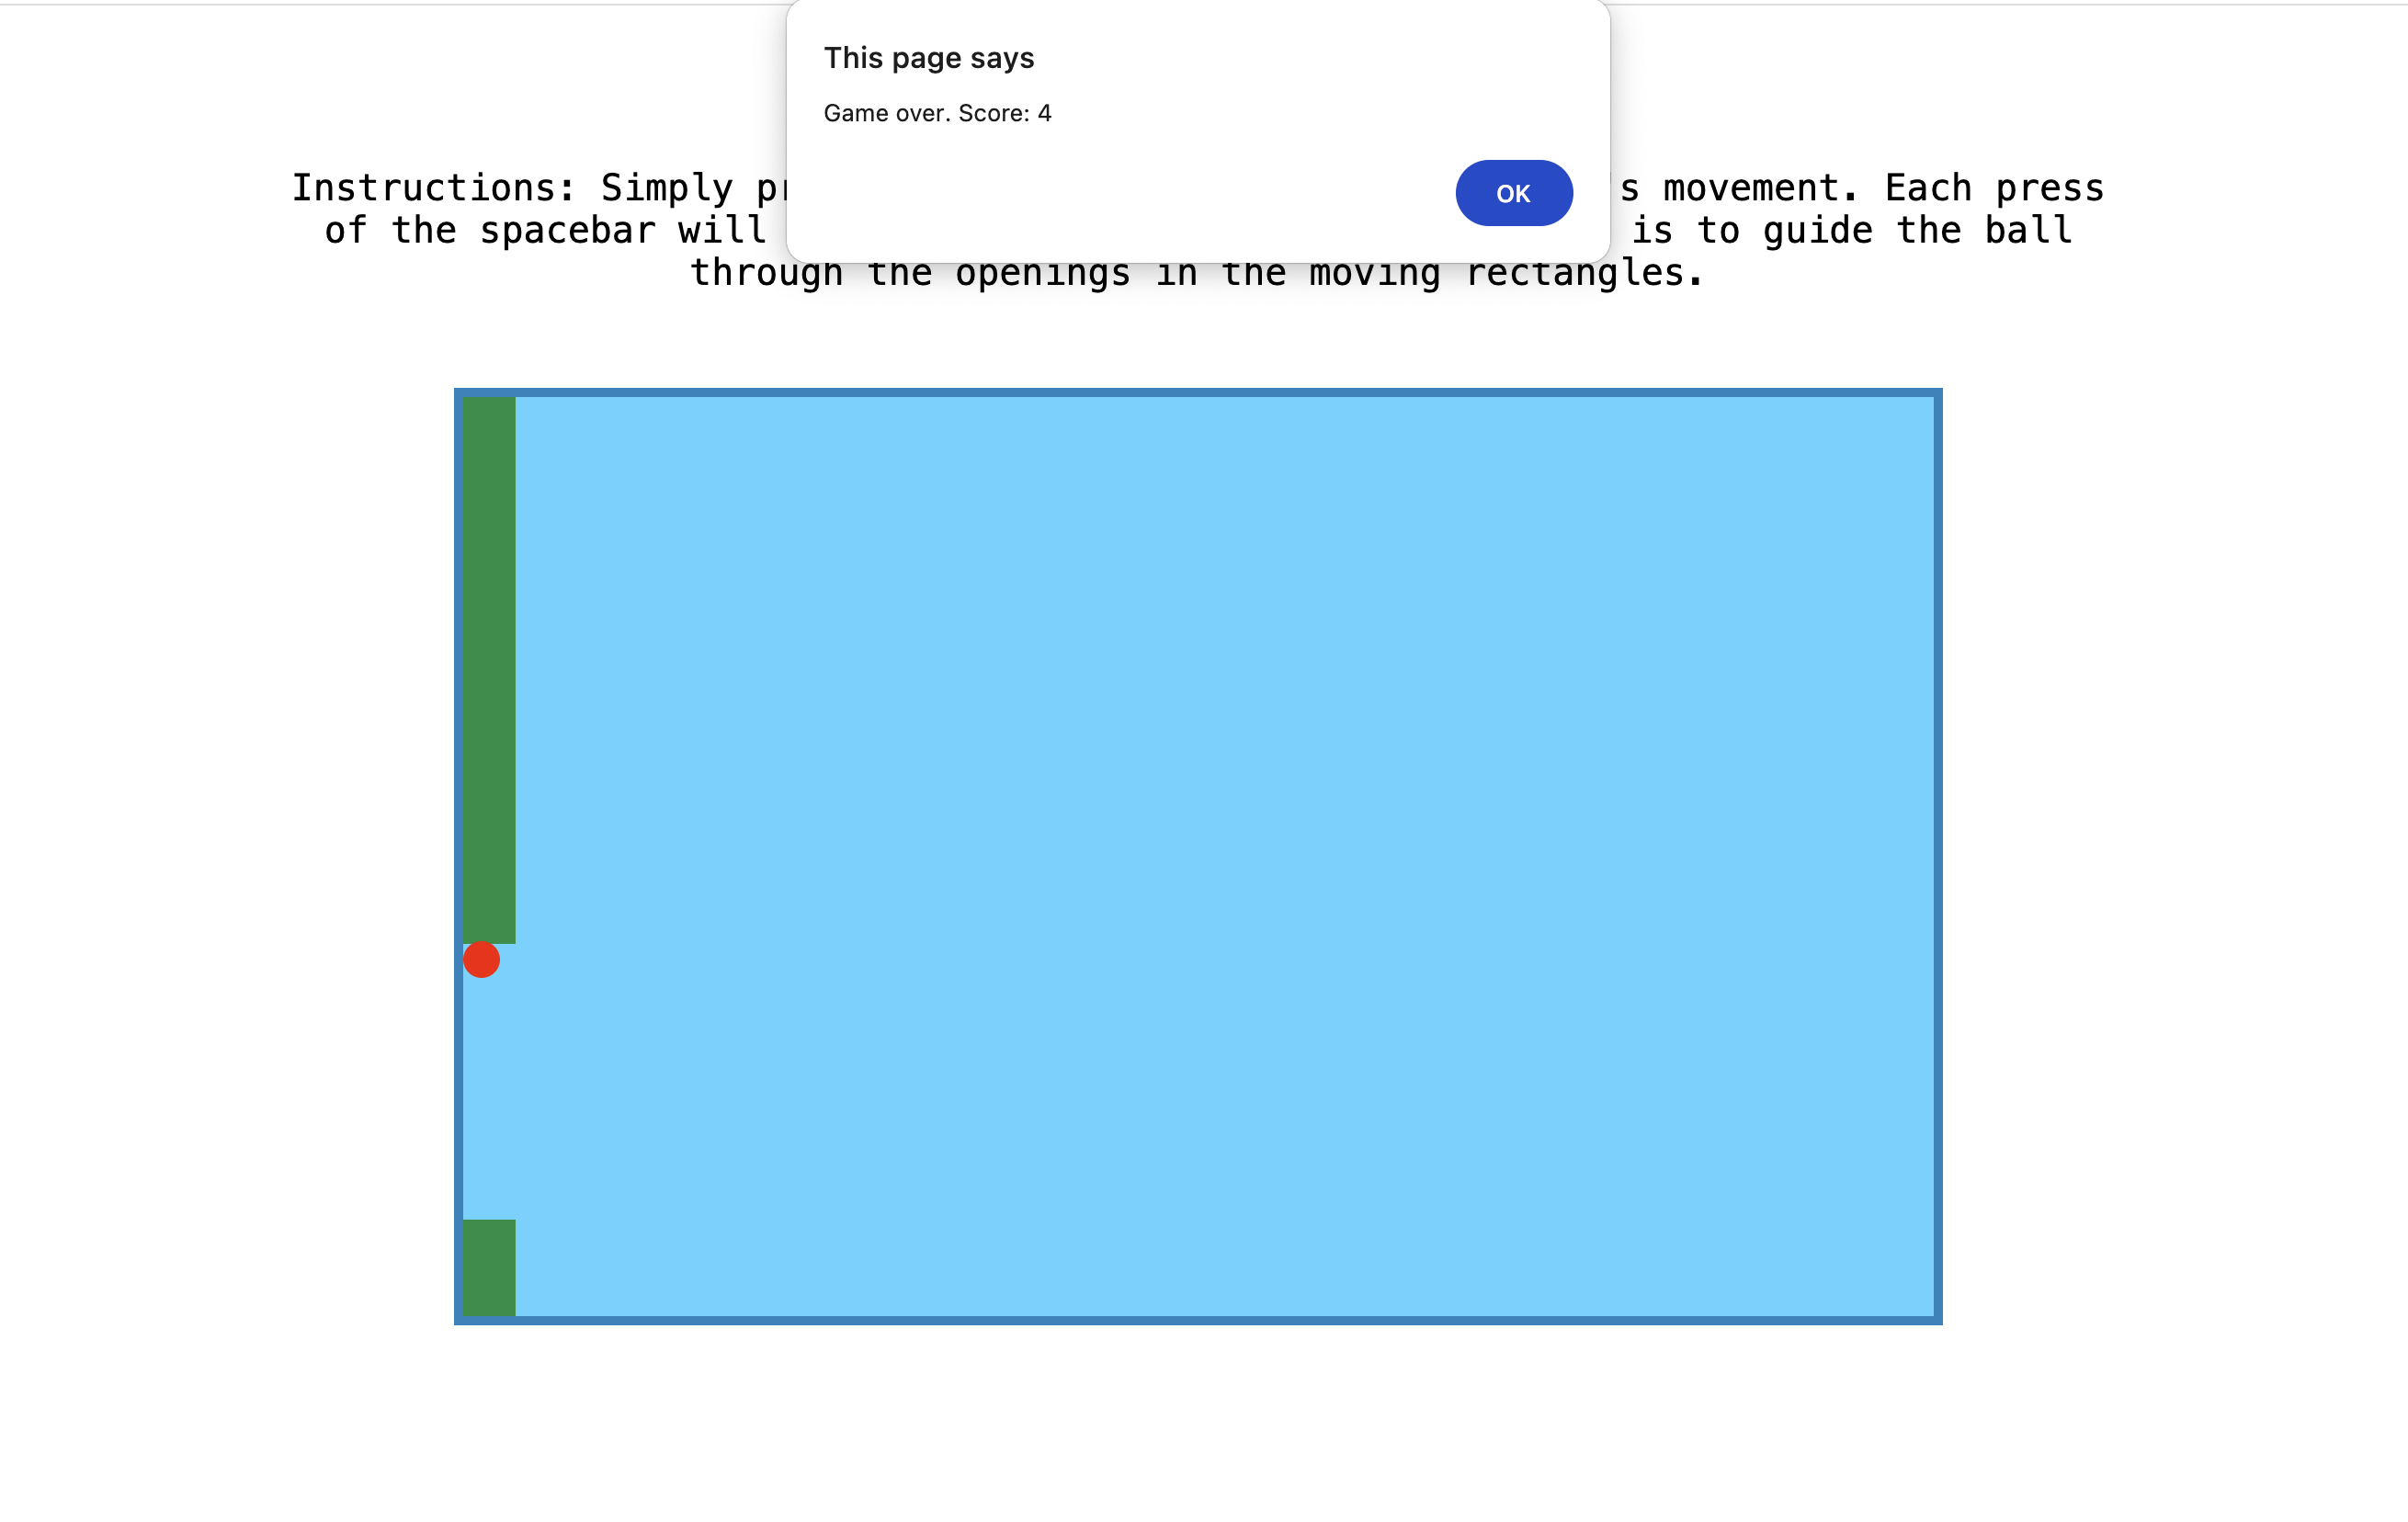 This page says
Game over. Score: 4
OK
Instructions: Simply s movement. Each press
of the spacebar will is to guide the ball
through the openings in the moving rectangles.